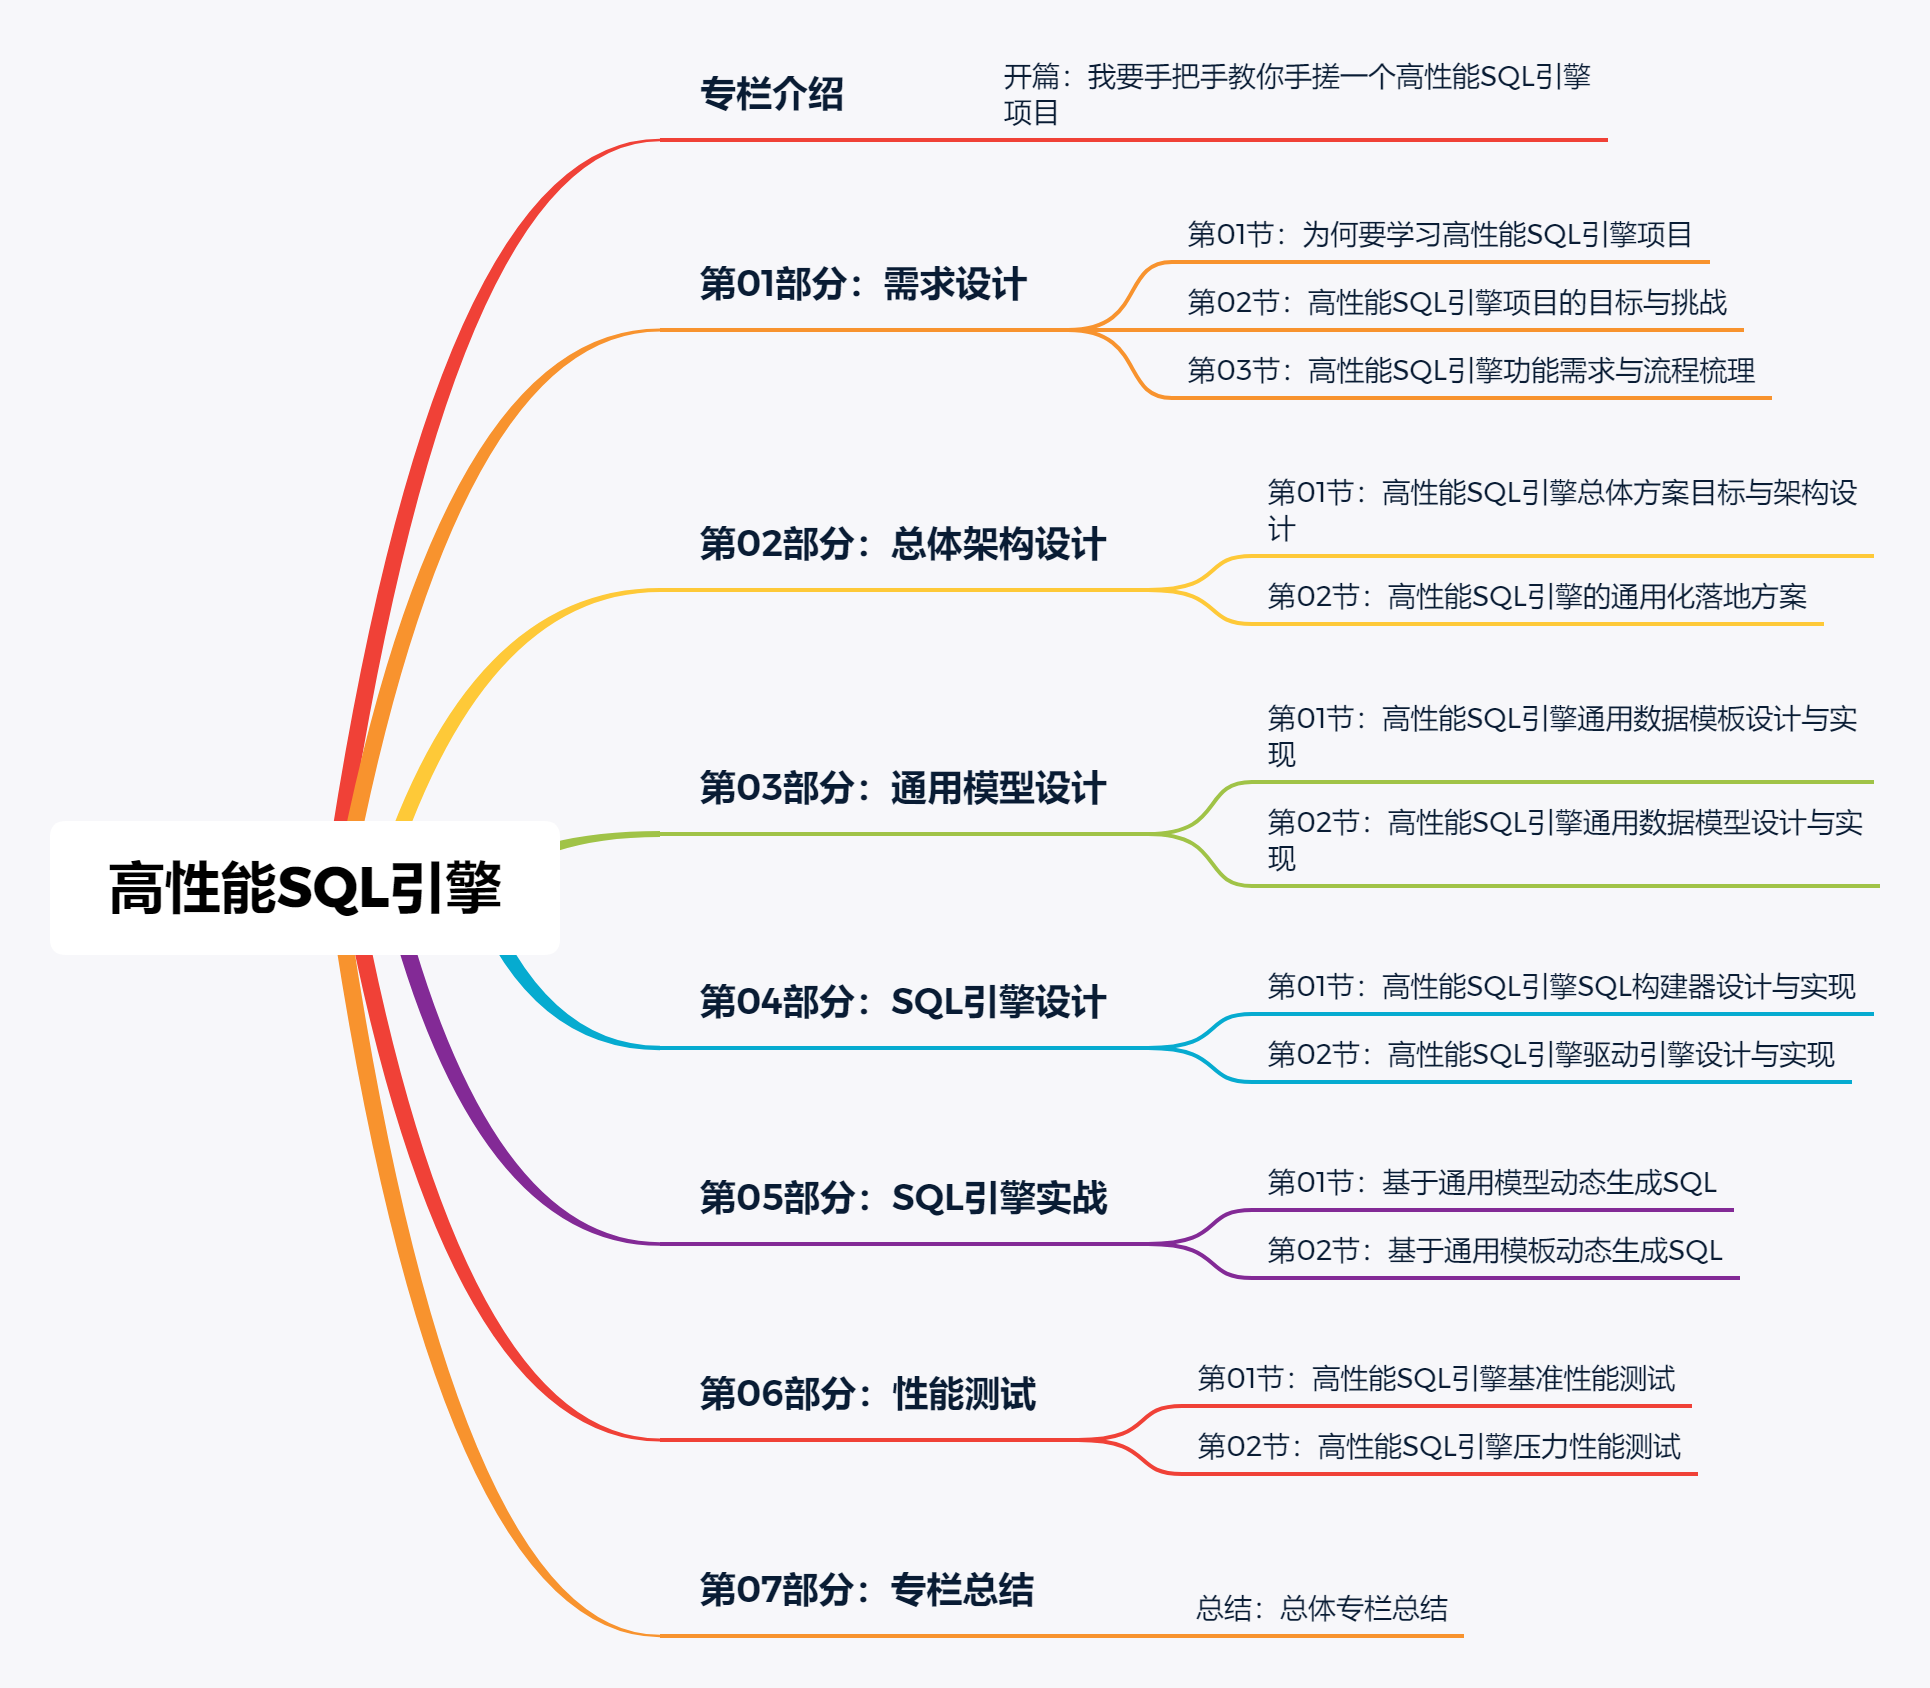 专栏介绍
开篇：我要手把手教你手搓一个高性能SQL引擎
项目
第01部分：需求设计
第01节：为何要学习高性能SQL引擎项目
第02节：高性能SQL引擎项目的目标与挑战
第03节：高性能SQL引擎功能需求与流程梳理
第02部分：总体架构设计
第01节：高性能SQL引擎总体方案目标与架构设
计
第02节：高性能SQL引擎的通用化落地方案
第03部分：通用模型设计
第01节：高性能SQL引擎通用数据模板设计与实
现
第02节：高性能SQL引擎通用数据模型设计与实
现
高性能SQL引擎
第04部分：SQL引擎设计
第01节：高性能SQL引擎SQL构建器设计与实现
第02节：高性能SQL引擎驱动引擎设计与实现
第05部分：SQL引擎实战
第01节：基于通用模型动态生成SQL
第02节：基于通用模板动态生成SQL
第06部分：性能测试
第01节：高性能SQL引擎基准性能测试
第02节：高性能SQL引擎压力性能测试
第07部分：专栏总结
总结：总体专栏总结